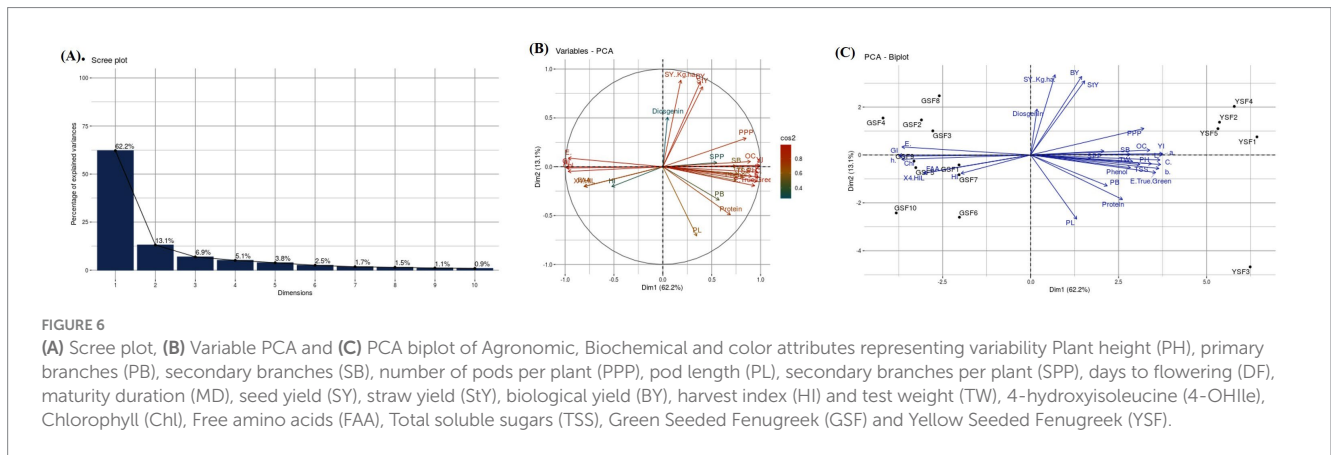 (A).
Scree plot
100
75
50
25
0
Percentage of explained variances
62.2%
13.1%
6.9%
5.1%
3.8%
2.5%
1.7%
1.5%
1.1%
0.9%
1 2 3 4 5 6 7 8 9 10
Dimensions
(B)
Variables - PCA
1.0
0.5
0.0
-0.5
-1.0
Dim2 (13.1%)
Diosgenin
PPP
SPP
OC
SB
E.
HI
PB
Protein
PL
-1.0 -0.5 0.0 0.5 1.0
Dim1 (62.2%)
cos2
0.8
0.6
0.4
(C)
PCA - Biplot
2
0
-2
-4
Dim2 (13.1%)
SY..Kg.ha.
BY
StY
Diosgenin
GSF8
GSF4
GSF2
GSF3
YSF4
YSF2
YSF5
YSF1
PPP
E.
GI
OC
YI
SB
SPP
a.
h.
TW
PH
C.
FAA
GSF1
HI
Phenol
TSS
b.
X4.HIL
GSF7
PB
E.True.Green
Protein
GSF10
GSF6
PL
YSF3
-2.5 0.0 2.5 5.0
Dim1 (62.2%)
FIGURE 6
(A) Scree plot, (B) Variable PCA and (C) PCA biplot of Agronomic, Biochemical and color attributes representing variability Plant height (PH), primary
branches (PB), secondary branches (SB), number of pods per plant (PPP), pod length (PL), secondary branches per plant (SPP), days to flowering (DF),
maturity duration (MD), seed yield (SY), straw yield (StY), biological yield (BY), harvest index (HI) and test weight (TW), 4-hydroxyisoleucine (4-OHIle),
Chlorophyll (Chl), Free amino acids (FAA), Total soluble sugars (TSS), Green Seeded Fenugreek (GSF) and Yellow Seeded Fenugreek (YSF).